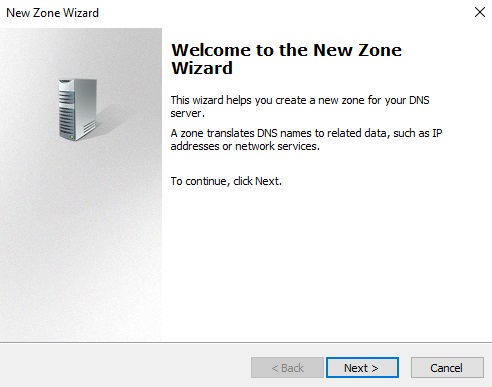 New Zone Wizard
Welcome to the New Zone
Wizard
This wizard helps you create a new zone for your DNS
server.
A zone translates DNS names to related data, such as IP
addresses or network services.
To continue, click Next.
< Back
Next >
Cancel